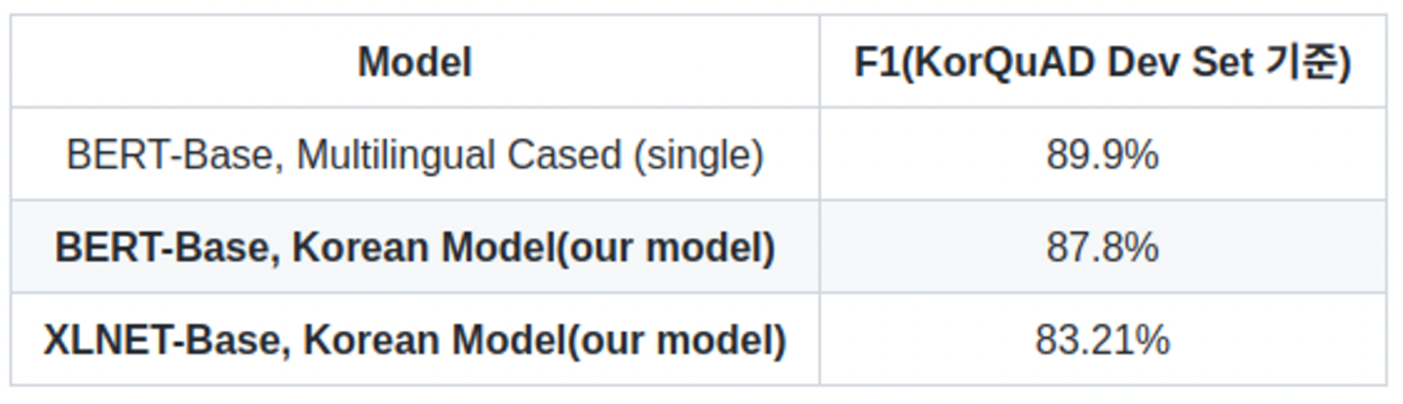 Model F1(KorQuAD Dev Set 기준)
BERT-Base, Multilingual Cased (single) 89.9%
BERT-Base, Korean Model(our model) 87.8%
XLNET-Base, Korean Model(our model) 83.21%